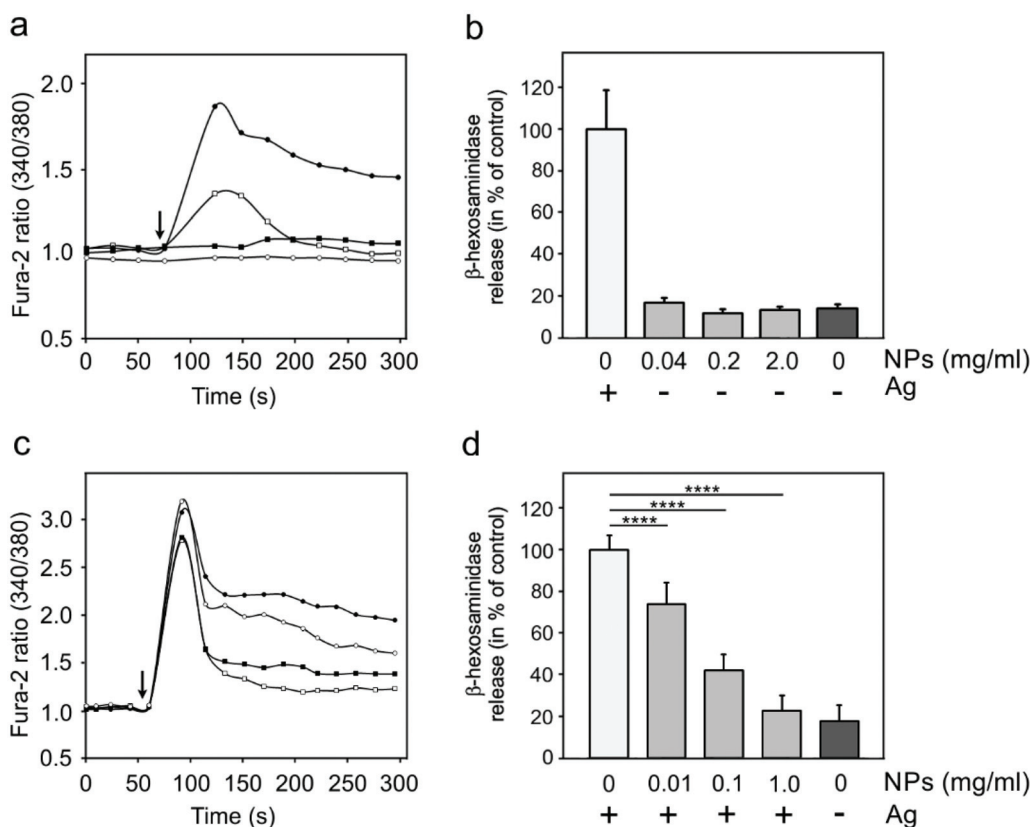 a
Fura-2 ratio (340/380)
2.0
1.5
1.0
0.5
0 50 100 150 200 250 300
Time (s)
b
β-hexosaminidase
release (in % of control)
120
100
80
60
40
20
0
0 0.04 0.2 2.0 0 NPs (mg/ml)
+ - - - - Ag
c
Fura-2 ratio (340/380)
3.0
2.5
2.0
1.5
1.0
0.5
0 50 100 150 200 250 300
Time (s)
d
β-hexosaminidase
release (in % of control)
120
100
80
60
40
20
0
****
****
****
0 0.01 0.1 1.0 0 NPs (mg/ml)
+ + + + - Ag